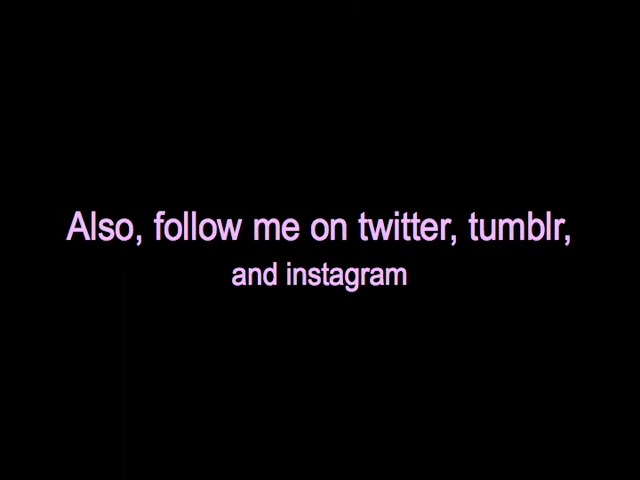 Also, follow me on twitter, tumblr,
and instagram